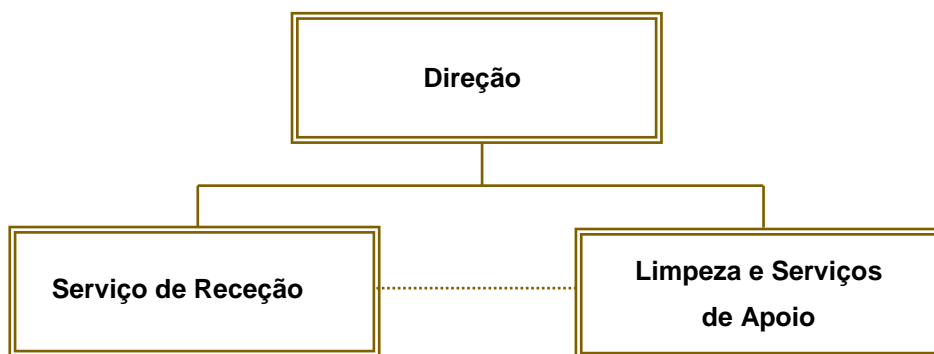 Direção
Serviço de Receção
Limpeza e Serviços
de Apoio